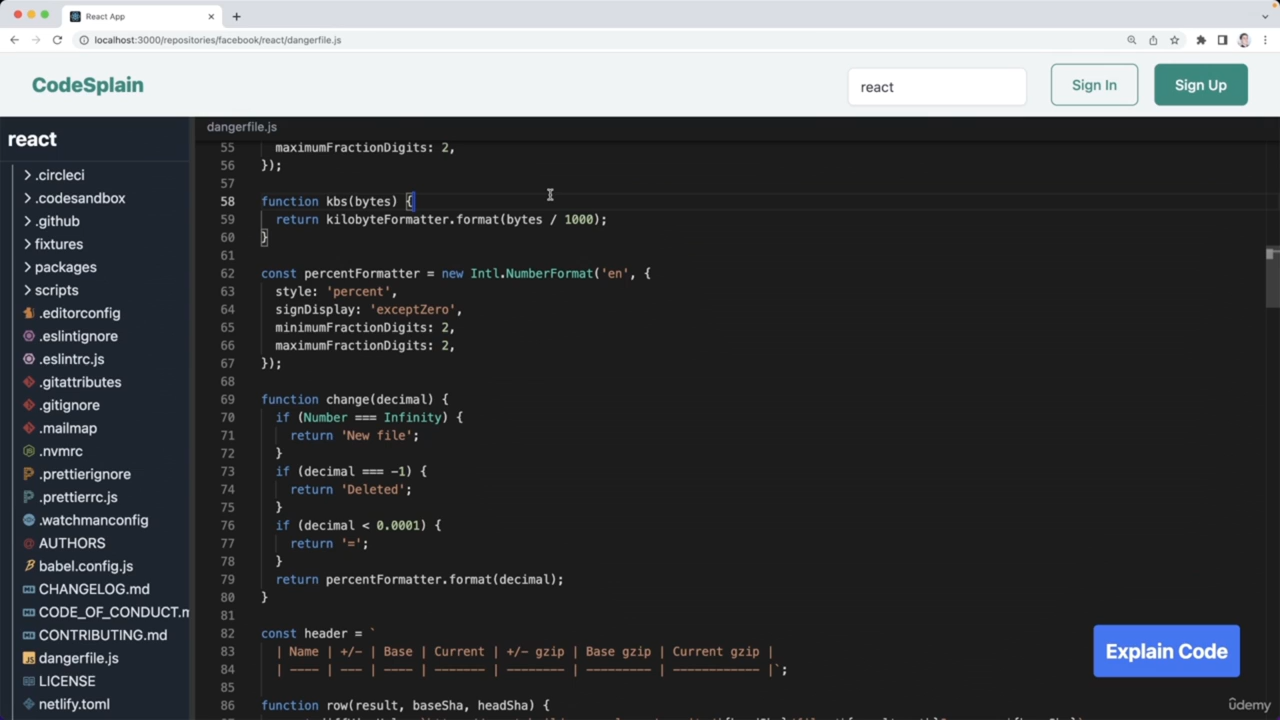 React App
localhost:3000/repositories/facebook/react/dangerfile.js
CodeSplain
react
Sign In
Sign Up
react
.circleci
.codesandbox
.github
fixtures
packages
scripts
.editorconfig
.eslintignore
.eslintrc.js
.gitattributes
.gitignore
.mailmap
.nvmrc
.prettierignore
.prettierrc.js
.watchmanconfig
AUTHORS
babel.config.js
CHANGELOG.md
CODE_OF_CONDUCT.m
CONTRIBUTING.md
dangerfile.js
LICENSE
netlify.toml
dangerfile.js
55 maximumFractionDigits: 2,
56 });
57
58 function kbs(bytes) {
59 return kilobyteFormatter.format(bytes / 1000);
60 }
61
62 const percentFormatter = new Intl.NumberFormat('en', {
63 style: 'percent',
64 signDisplay: 'exceptZero',
65 minimumFractionDigits: 2,
66 maximumFractionDigits: 2,
67 });
68
69 function change(decimal) {
70 if (Number === Infinity) {
71 return 'New file';
72 }
73 if (decimal === -1) {
74 return 'Deleted';
75 }
76 if (decimal < 0.0001) {
77 return '=';
78 }
79 return percentFormatter.format(decimal);
80 }
81
82 const header = `
83 | Name | +/- | Base | Current | +/- gzip | Base gzip | Current gzip |
84 | ---- | --- | ---- | ------- | -------- | --------- | ------------ |`;
85
86 function row(result, baseSha, headSha) {
Explain Code
ûdemy